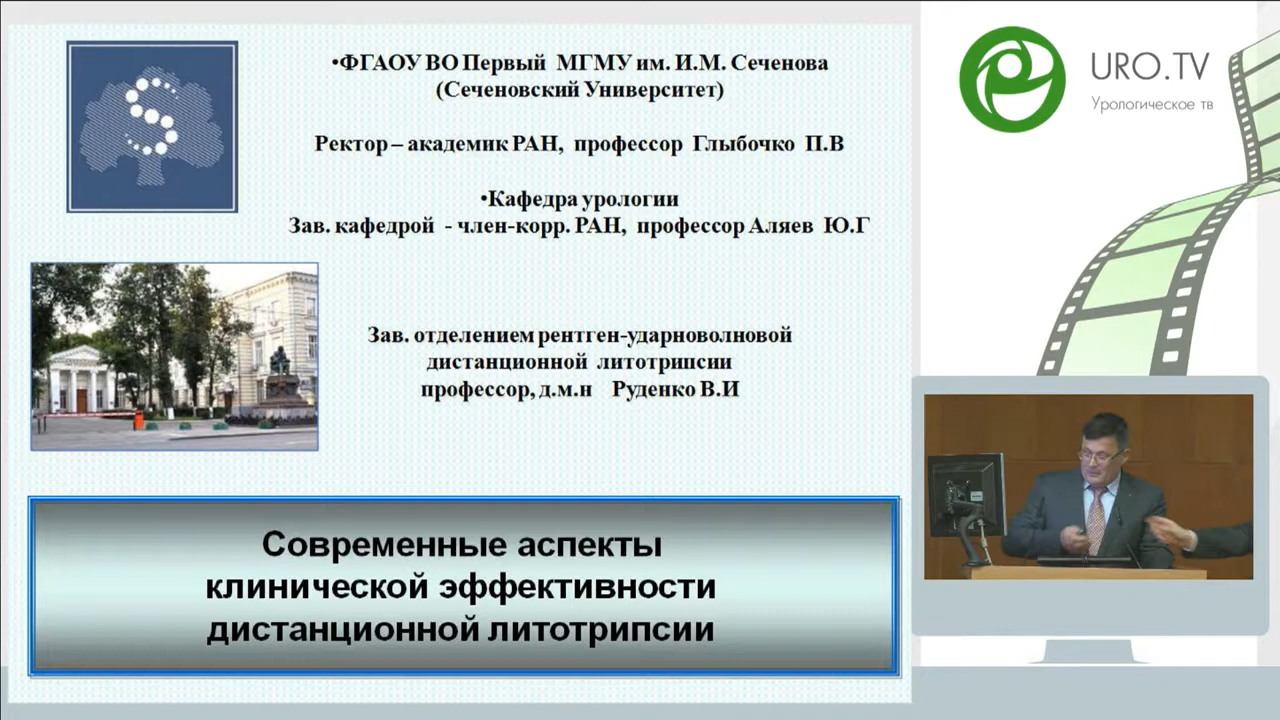 •ФГАОУ ВО Первый МГМУ им. И.М. Сеченова
(Сеченовский Университет)
Ректор – академик РАН, профессор Глыбочко П.В
•Кафедра урологии
Зав. кафедрой - член-корр. РАН, профессор Аляев Ю.Г
Зав. отделением рентген-ударноволновой
дистанционной литотрипсии
профессор, д.м.н Руденко В.И
Современные аспекты
клинической эффективности
дистанционной литотрипсии
URO.TV
Урологическое тв